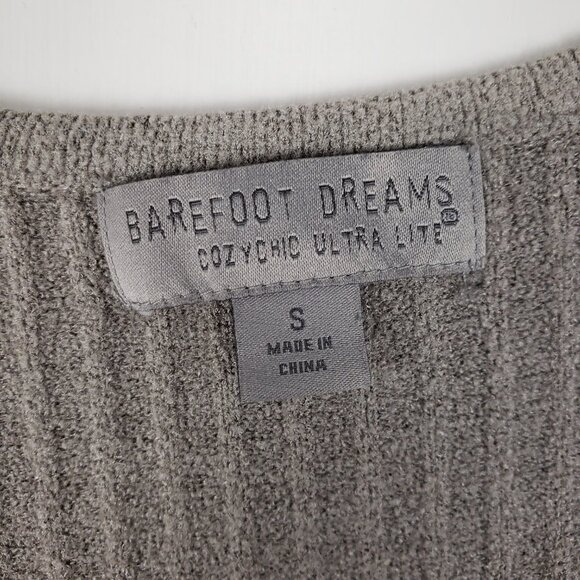 BAREFOOT DREAMS
COZYCHIC ULTRA LITE
S
MADE IN
CHINA